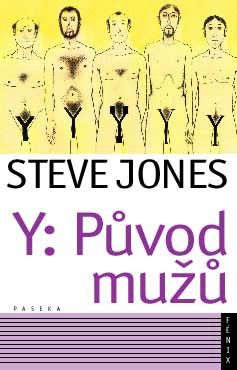 STEVE JONES
Y: Původ
mužů
PASEKA
FÉNIX